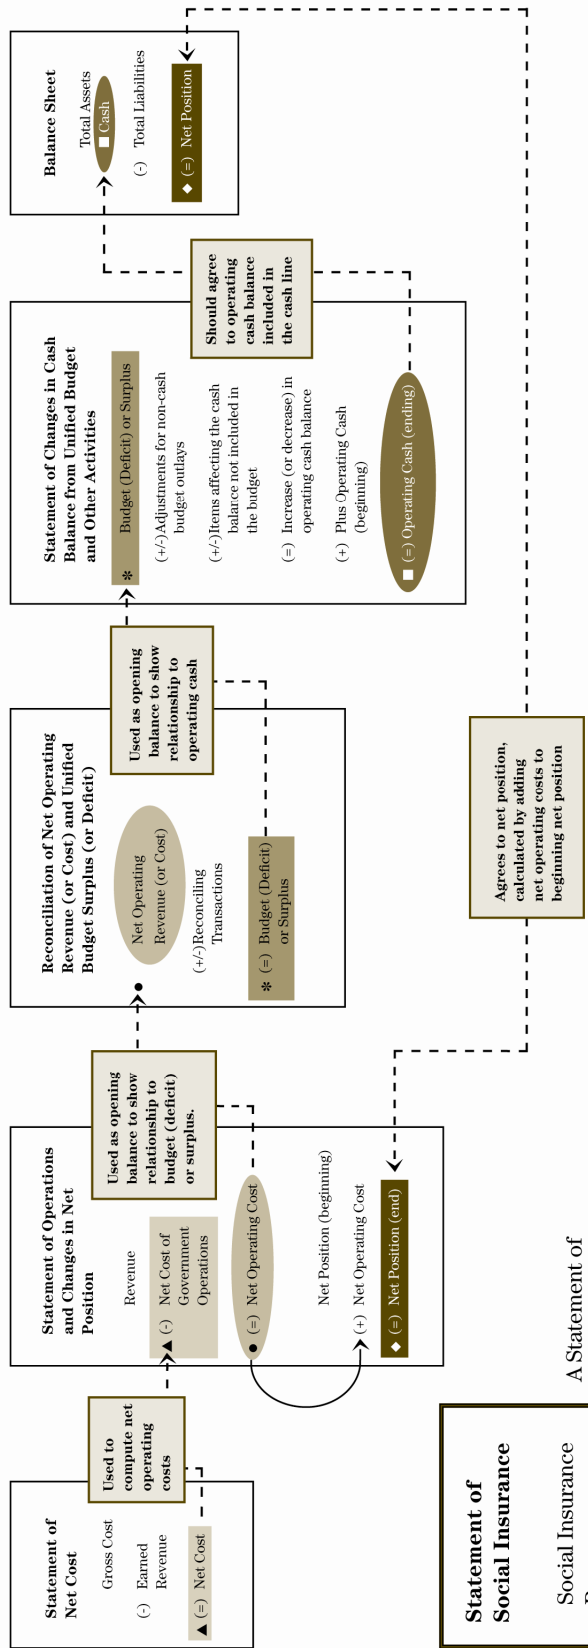 Statement of
Net Cost
Gross Cost
(-) Earned
Revenue
▲ (=) Net Cost
Used to
compute net
operating
costs
Statement of Operations
and Changes in Net
Position
Revenue
▲ (-) Net Cost of
Government
Operations
● (=) Net Operating Cost
Net Position (beginning)
(+) Net Operating Cost
◆ (=) Net Position (end)
Used as opening
balance to show
relationship to
budget (deficit)
or surplus.
Reconciliation of Net Operating
Revenue (or Cost) and Unified
Budget Surplus (or Deficit)
● Net Operating
Revenue (or Cost)
(+/-)Reconciling
Transactions
* (=) Budget (Deficit)
or Surplus
Used as opening
balance to show
relationship to
operating cash
Statement of Changes in Cash
Balance from Unified Budget
and Other Activities
* Budget (Deficit) or Surplus
(+/-)Adjustments for non-cash
budget outlays
(+/-)Items affecting the cash
balance not included in
the budget
(=) Increase (or decrease) in
operating cash balance
(+) Plus Operating Cash
(beginning)
■ (=) Operating Cash (ending)
Should agree
to operating
cash balance
included in
the cash line
Balance Sheet
Total Assets
■ Cash
(-) Total Liabilities
◆ (=) Net Position
Agrees to net position,
calculated by adding
net operating costs to
beginning net position
Statement of
Social Insurance
Social Insurance
A Statement of